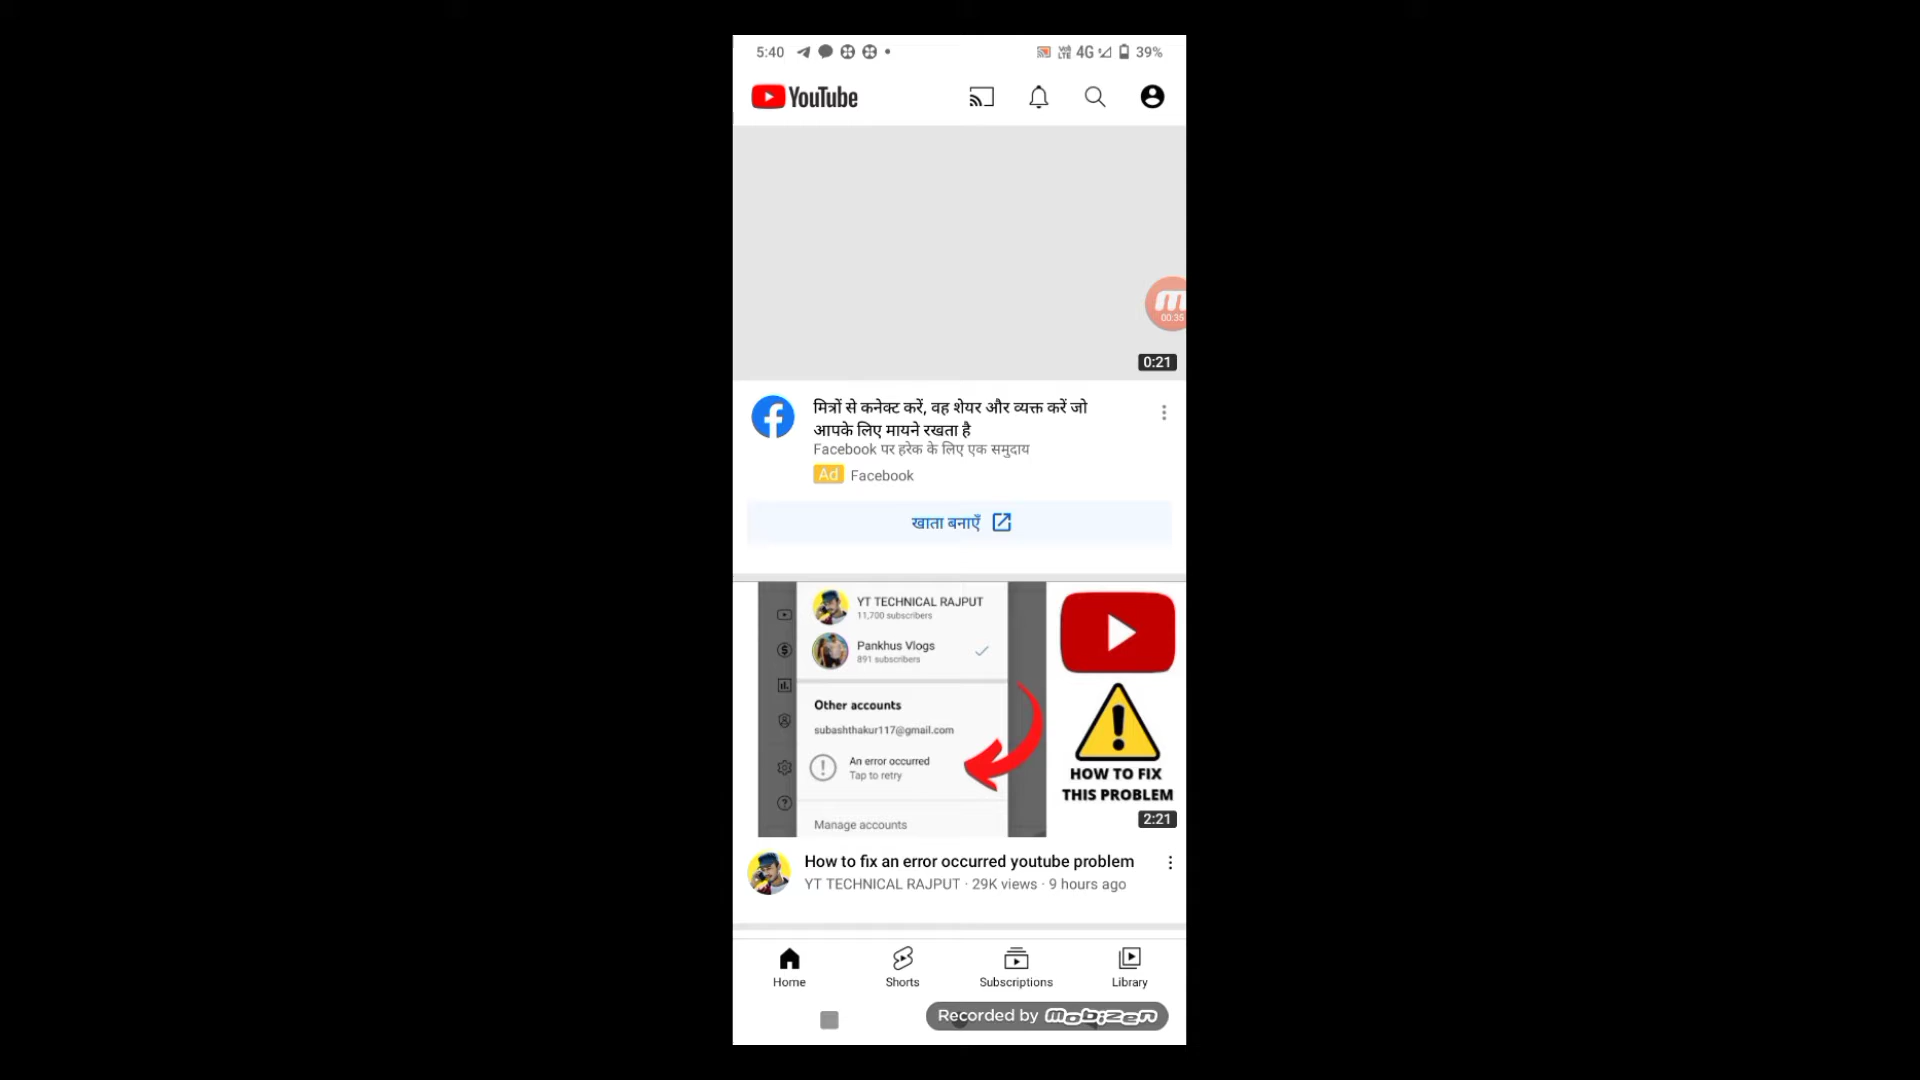 5:40
4G
39%
YouTube
00:35
0:21
मित्रों से कनेक्ट करें, वह शेयर और व्यक्त करें जो
आपके लिए मायने रखता है
Facebook पर हरेक के लिए एक समुदाय
Ad Facebook
खाता बनाएँ
YT TECHNICAL RAJPUT
11,700 subscribers
Pankhus Vlogs
891 subscribers
Other accounts
subashthakur117@gmail.com
An error occurred
Tap to retry
Manage accounts
HOW TO FIX
THIS PROBLEM
2:21
How to fix an error occurred youtube problem
YT TECHNICAL RAJPUT · 29K views · 9 hours ago
Home
Shorts
Subscriptions
Library
Recorded by mobizen